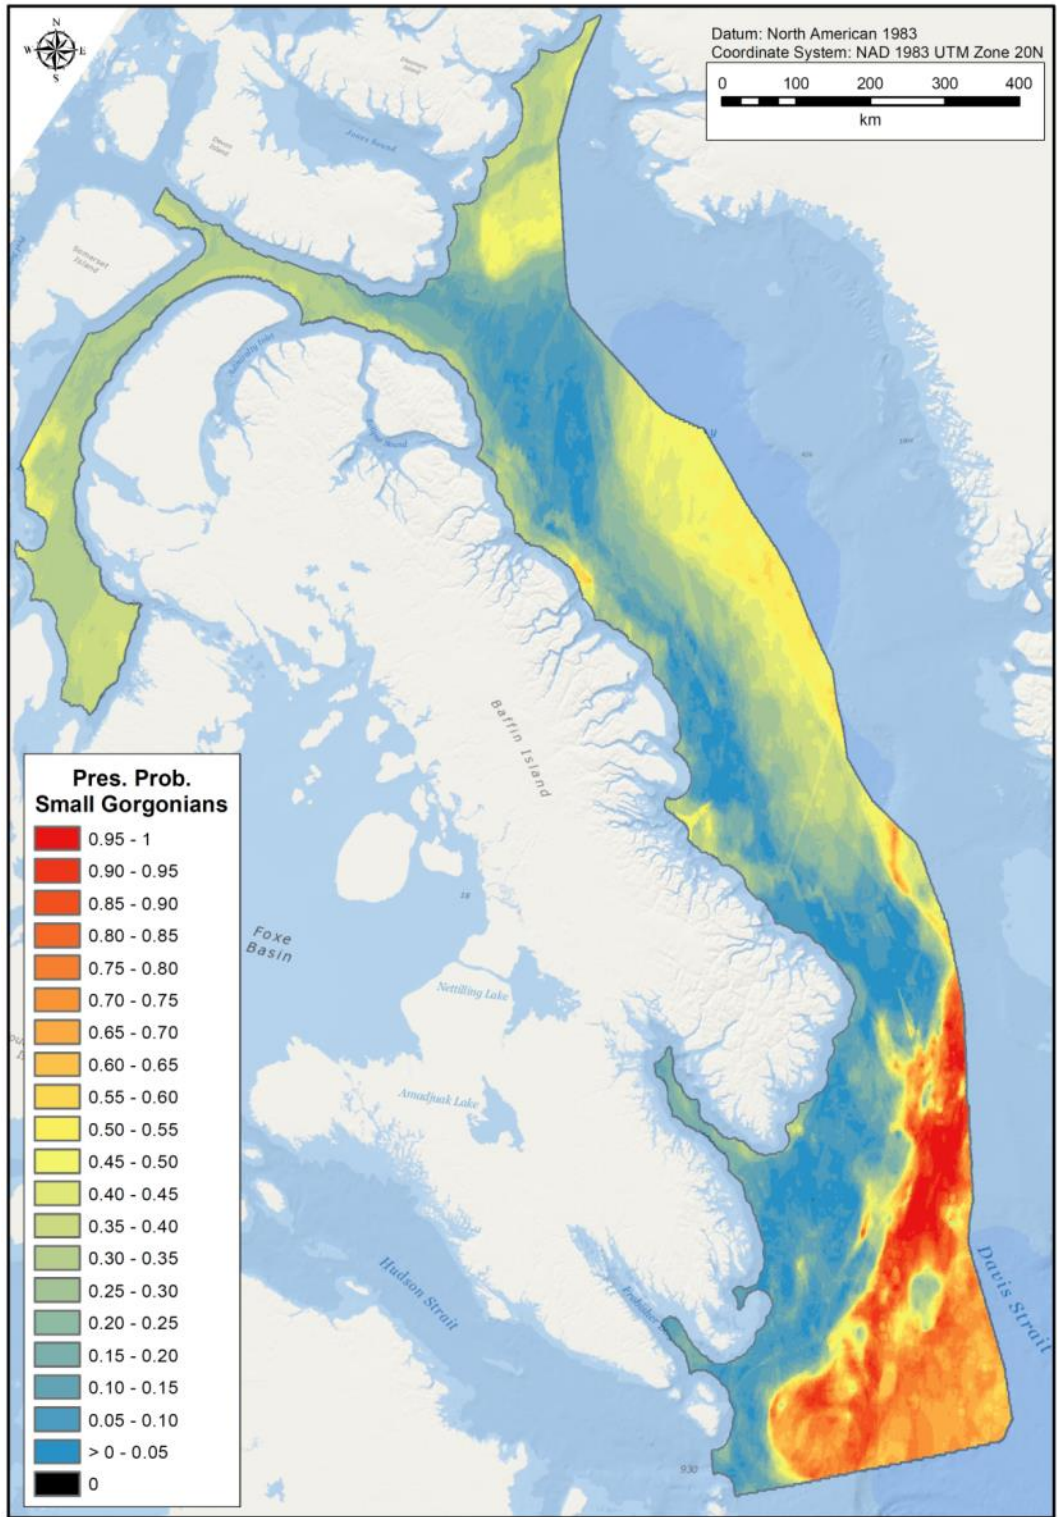 N
W E
S
Datum: North American 1983
Coordinate System: NAD 1983 UTM Zone 20N
0 100 200 300 400
km
Devon
Island
Jones Sound
Somerset
Island
Admiralty Inlet
Baffin Island
Pres. Prob.
Small Gorgonians
0.95 - 1
0.90 - 0.95
0.85 - 0.90
0.80 - 0.85
0.75 - 0.80
0.70 - 0.75
0.65 - 0.70
0.60 - 0.65
0.55 - 0.60
0.50 - 0.55
0.45 - 0.50
0.40 - 0.45
0.35 - 0.40
0.30 - 0.35
0.25 - 0.30
0.20 - 0.25
0.15 - 0.20
0.10 - 0.15
0.05 - 0.10
> 0 - 0.05
0
Foxe
Basin
Nettilling Lake
Amadjuak Lake
Hudson Strait
Davis Strait
930